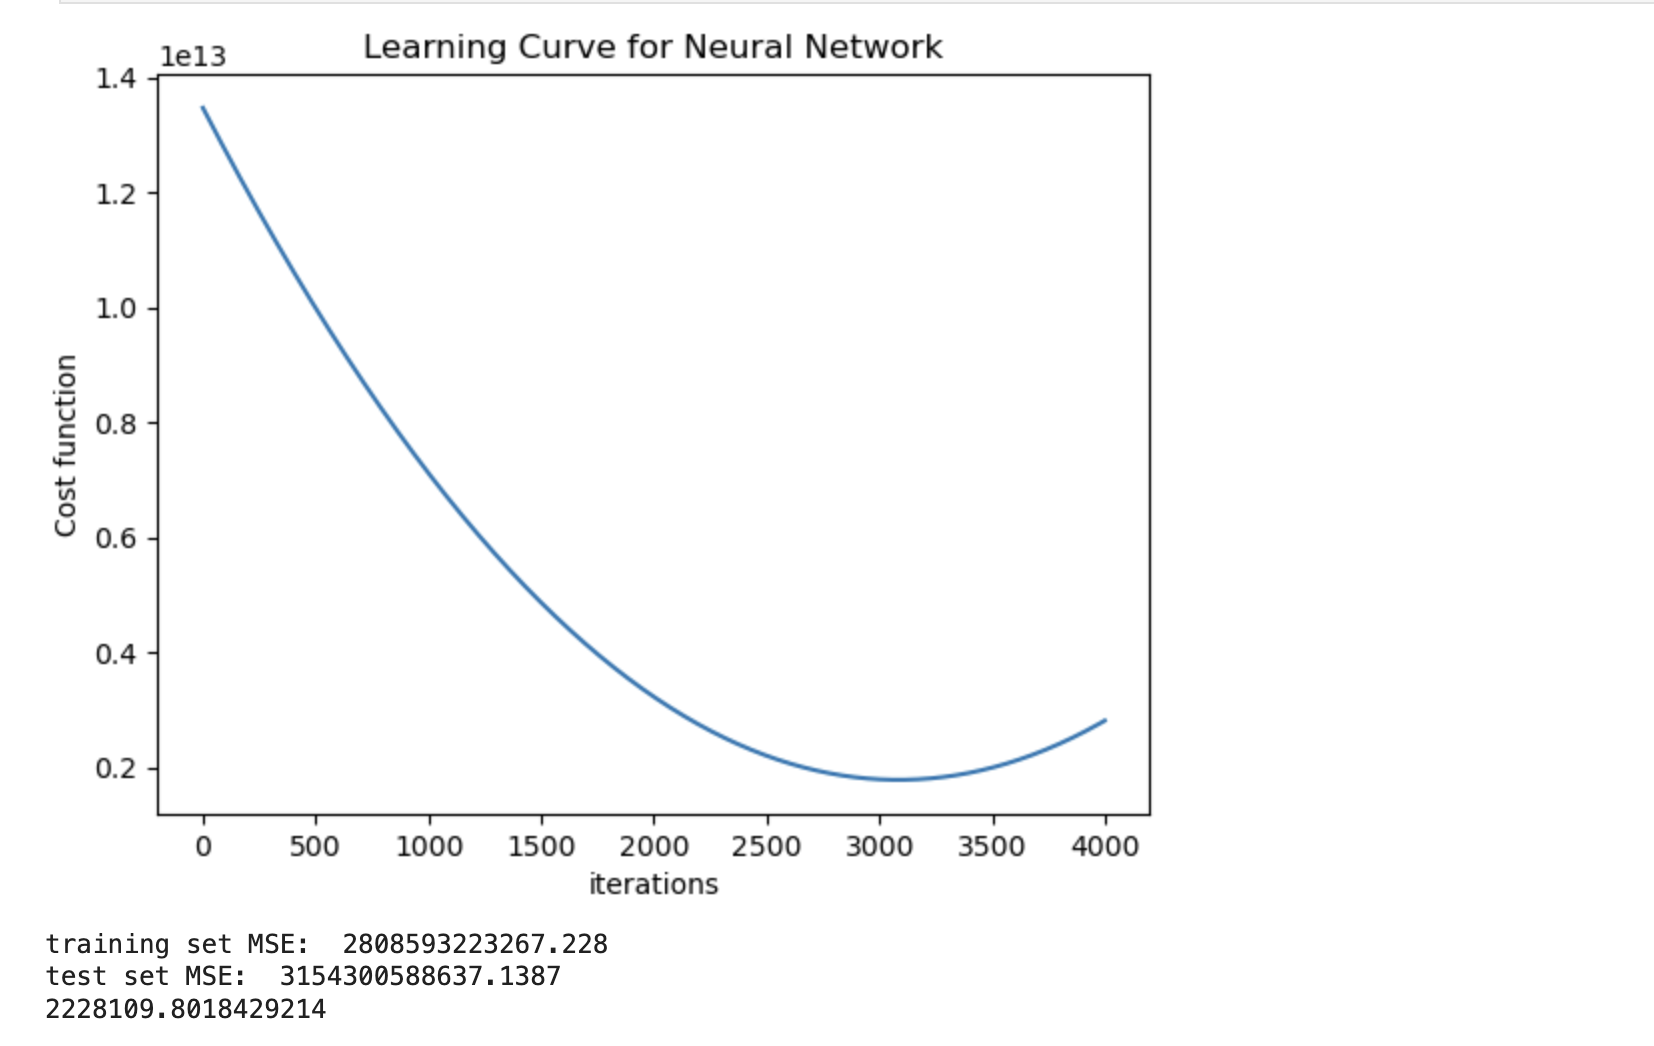 Learning Curve for Neural Network
1e13
1.4
1.2
1.0
0.8
0.6
0.4
0.2
Cost function
0 500 1000 1500 2000 2500 3000 3500 4000
iterations
training set MSE:  2808593223267.228
test set MSE:  3154300588637.1387
2228109.8018429214